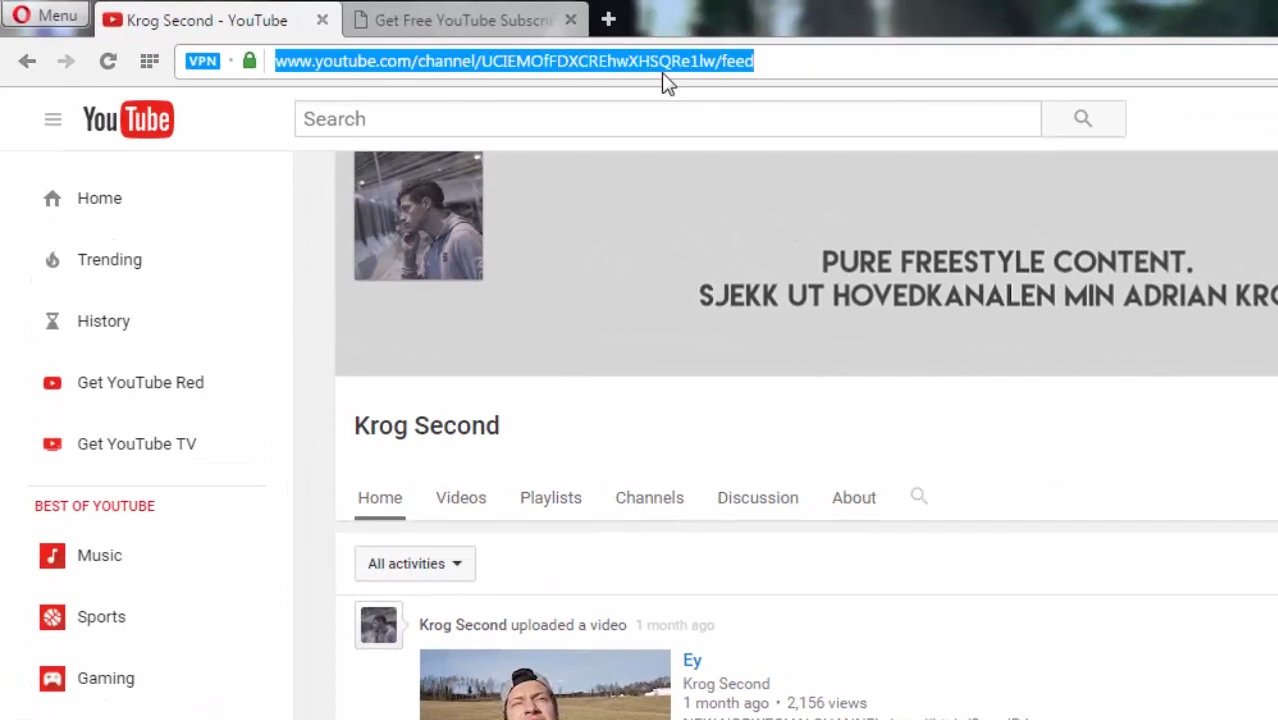 Menu
Krog Second - YouTube
Get Free YouTube Subscri
VPN
www.youtube.com/channel/UCIEMOfFDXCREhwXHSQRe1lw/feed
YouTube
Search
PURE FREESTYLE CONTENT.
SJEKK UT HOVEDKANALEN MIN ADRIAN KRO
Home
Trending
History
Get YouTube Red
Get YouTube TV
BEST OF YOUTUBE
Music
Sports
Gaming
Krog Second
Home Videos Playlists Channels Discussion About
All activities
Krog Second uploaded a video 1 month ago
Ey
Krog Second
1 month ago • 2,156 views